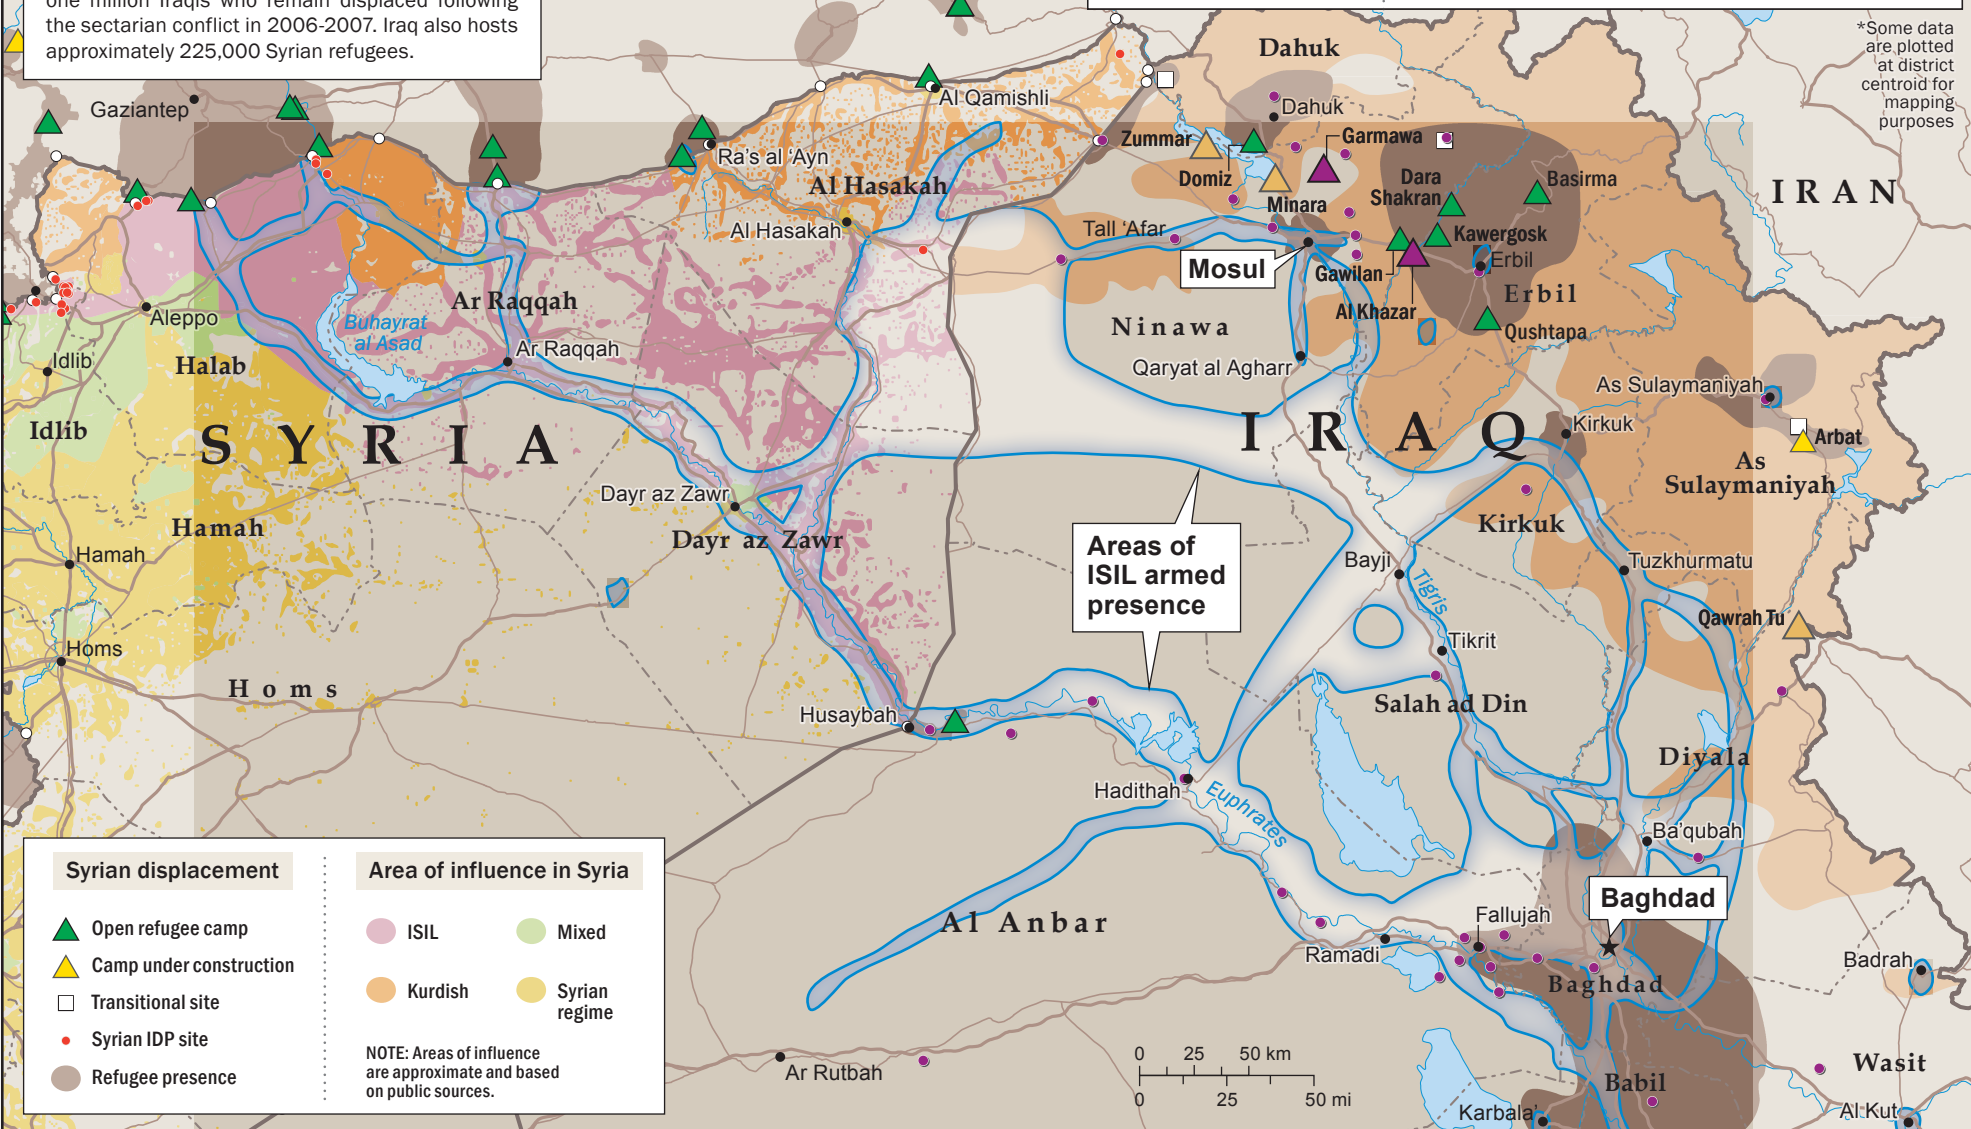 one million Iraqis who remain displaced following
the sectarian conflict in 2006-2007. Iraq also hosts
approximately 225,000 Syrian refugees.
*Some data
are plotted
at district
centroid for
mapping
purposes
Dahuk
Gaziantep
Al Qamishli
Dahuk
Zummar
Garmawa
Ra's al 'Ayn
Al Hasakah
Domiz
Dara
Shakran
Basirma
IRAN
Minara
Al Hasakah
Tall 'Afar
Kawergosk
Mosul
Gawilan
Erbil
Erbil
Ar Raqqah
Al Khazar
Aleppo
Buhayrat
al Asad
Ninawa
Qushtapa
Idlib
Halab
Ar Raqqah
Qaryat al Agharr
As Sulaymaniyah
Idlib
SYRIA
IRAQ
Kirkuk
Arbat
As
Sulaymaniyah
Dayr az Zawr
Hamah
Kirkuk
Dayr az Zawr
Areas of
ISIL armed
presence
Hamah
Bayji
Tuzkhurmatu
Tigris
Qawrah Tu
Homs
Tikrit
Homs
Salah ad Din
Husaybah
Diyala
Hadithah
Euphrates
Ba'qubah
Baghdad
Al Anbar
Fallujah
Ramadi
Badrah
Baghdad
Syrian displacement
Open refugee camp
Camp under construction
Transitional site
Syrian IDP site
Refugee presence
Area of influence in Syria
ISIL
Mixed
Kurdish
Syrian
regime
NOTE: Areas of influence
are approximate and based
on public sources.
0 25 50 km
0 25 50 mi
Ar Rutbah
Wasit
Babil
Karbala'
Al Kut